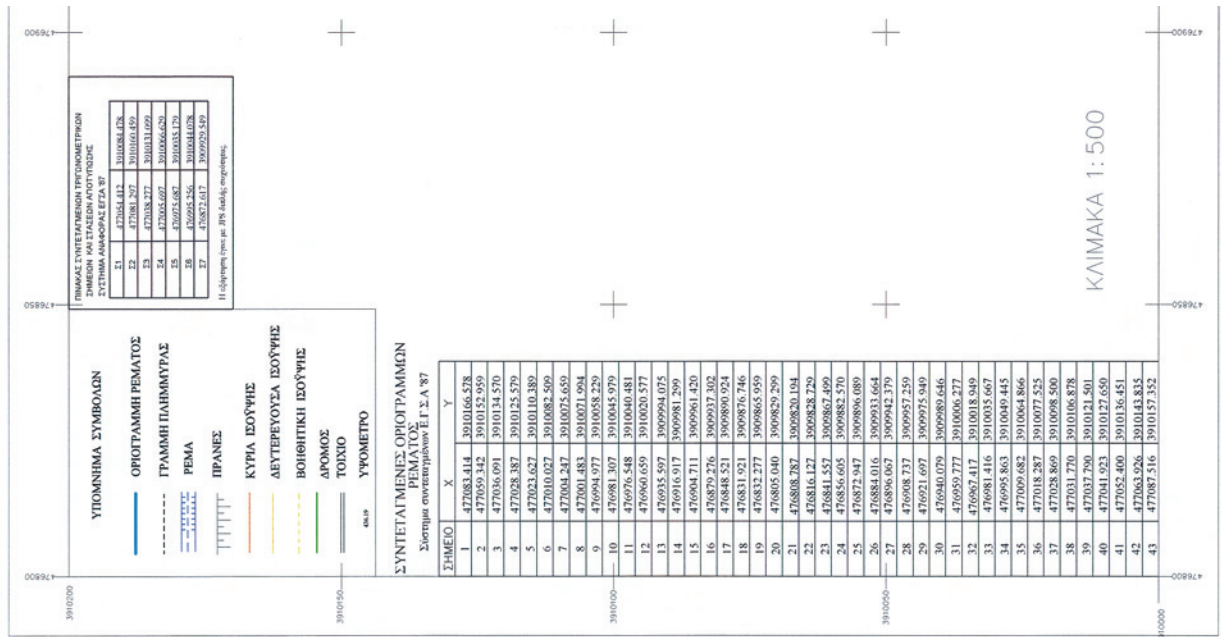 ΥΠΟΜΝΗΜΑ ΣΥΜΒΟΛΩΝ
ΟΡΙΟΓΡΑΜΜΗ ΡΕΜΑΤΟΣ
ΓΡΑΜΜΗ ΠΛΗΜΜΥΡΑΣ
ΡΕΜΑ
ΠΡΑΝΕΣ
ΚΥΡΙΑ ΙΣΟΫΨΗΣ
ΔΕΥΤΕΡΕΥΟΥΣΑ ΙΣΟΫΨΗΣ
ΒΟΗΘΗΤΙΚΗ ΙΣΟΫΨΗΣ
ΔΡΟΜΟΣ
ΤΟΙΧΙΟ
ΥΨΟΜΕΤΡΟ
ΠΙΝΑΚΑΣ ΣΥΝΤΕΤΑΓΜΕΝΩΝ ΤΡΙΓΩΝΟΜΕΤΡΙΚΩΝ
ΣΗΜΕΙΩΝ ΚΑΙ ΣΤΑΣΕΩΝ ΑΠΟΤΥΠΩΣΗΣ
ΣΥΣΤΗΜΑ ΑΝΑΦΟΡΑΣ ΕΓΣΑ '87
Σ1 477054.412 3910084.478
Σ2 477081.297 3910160.459
Σ3 477038.277 3910131.099
Σ4 477005.697 3910066.629
Σ5 476975.687 3910035.179
Σ6 476995.256 3910044.078
Σ7 476872.617 3909929.549
Η εξάρτηση έγινε με JPS διπλής συχνότητας.
ΣΥΝΤΕΤΑΓΜΕΝΕΣ ΟΡΙΟΓΡΑΜΜΩΝ
ΡΕΜΑΤΟΣ
Σύστημα συντεταγμένων Ε.Γ.Σ.Α '87
ΣΗΜΕΙΟ X Y
1 477083.414 3910166.578
2 477059.342 3910152.959
3 477036.091 3910134.570
4 477028.387 3910125.579
5 477023.627 3910110.389
6 477010.027 3910082.509
7 477004.247 3910075.659
8 477001.483 3910071.994
9 476994.977 3910058.229
10 476981.307 3910045.979
11 476976.548 3910040.481
12 476960.659 3910020.577
13 476935.597 3909994.075
14 476916.917 3909981.299
15 476904.711 3909961.420
16 476879.276 3909937.302
17 476848.521 3909890.924
18 476831.921 3909876.746
19 476832.277 3909865.959
20 476805.040 3909829.299
21 476808.787 3909820.194
22 476816.127 3909828.729
23 476841.557 3909867.499
24 476856.605 3909882.570
25 476872.947 3909896.089
26 476884.016 3909933.664
27 476896.067 3909942.379
28 476908.737 3909957.259
29 476921.697 3909975.949
30 476940.079 3909989.646
31 476959.777 3910006.277
32 476967.417 3910018.949
33 476981.416 3910035.667
34 476995.863 3910049.445
35 477009.682 3910064.866
36 477018.287 3910077.525
37 477028.869 3910098.500
38 477031.770 3910106.878
39 477037.790 3910121.501
40 477041.923 3910127.650
41 477052.400 3910136.451
42 477063.926 3910143.835
43 477087.516 3910157.352
ΚΛΙΜΑΚΑ 1: 500
476900
476900
476850
476850
476800
476800
3910200
3910150
3910100
3910050